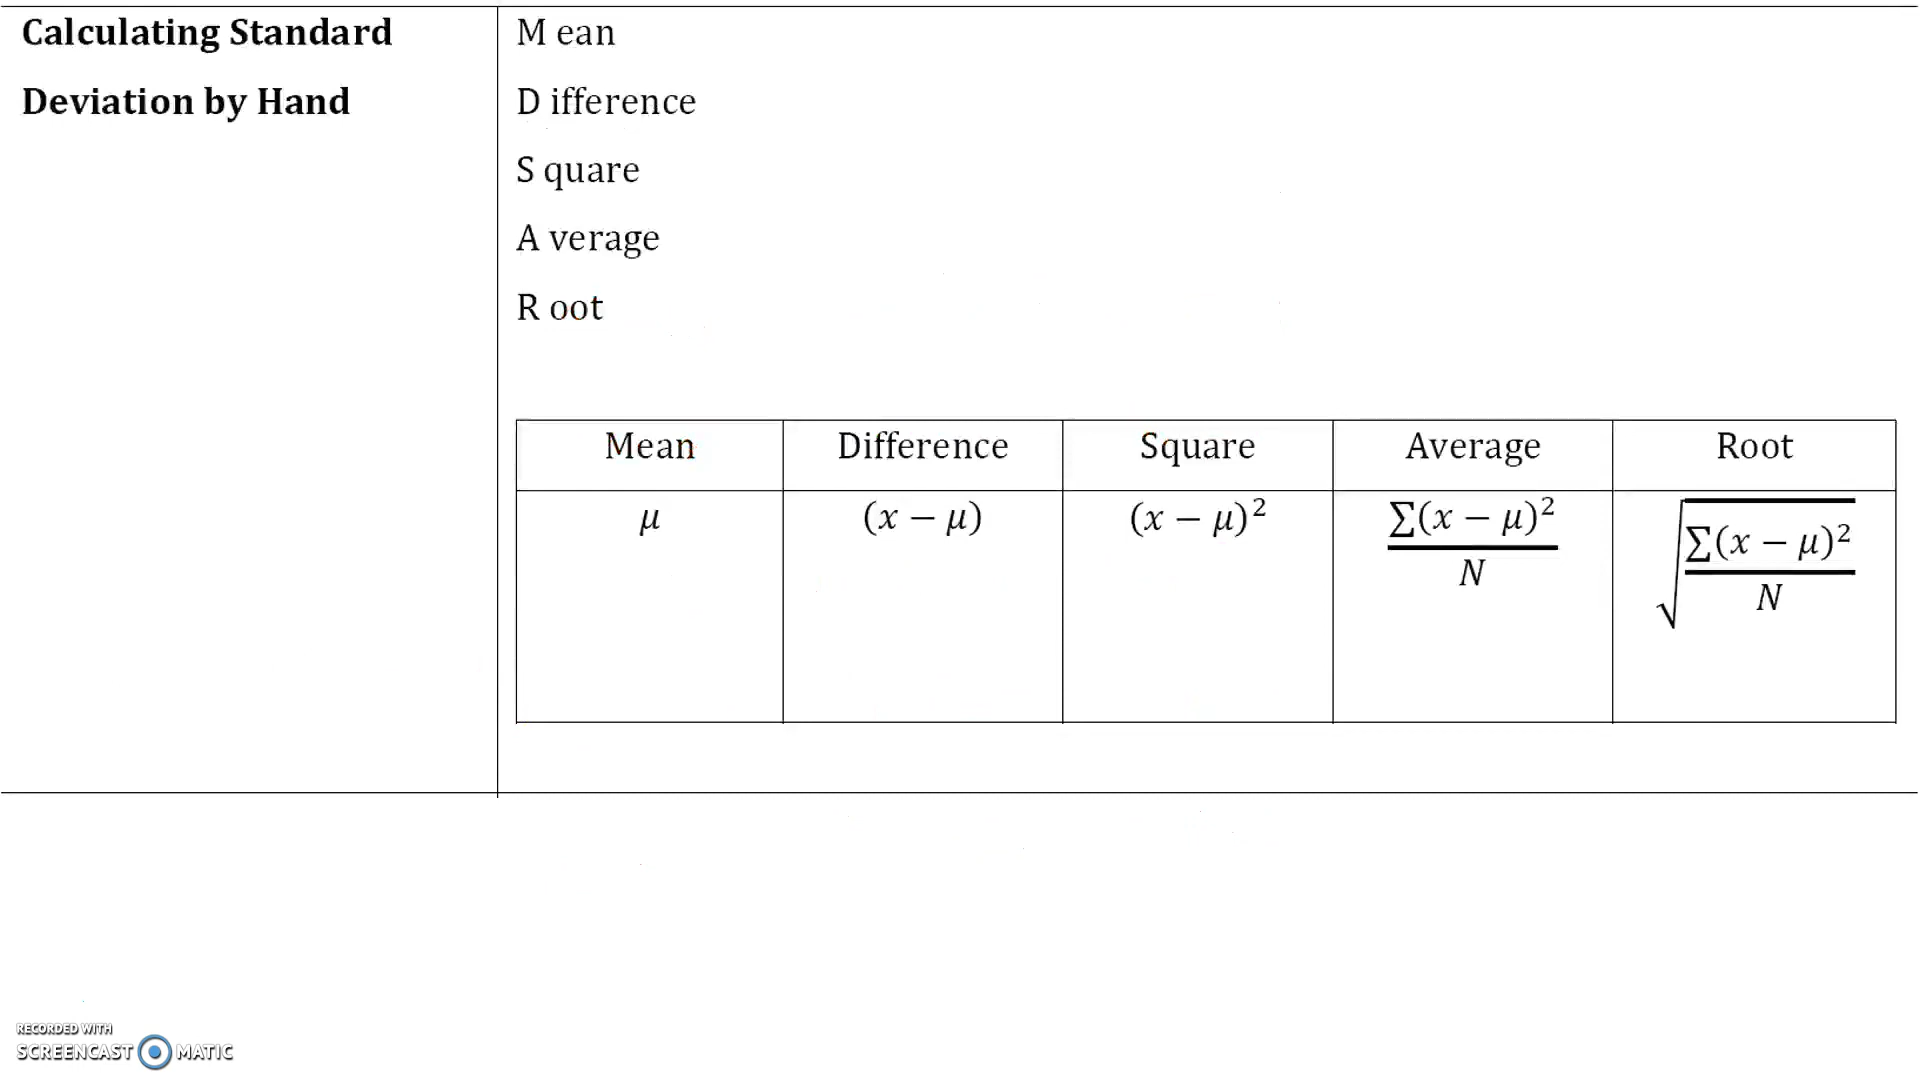 Calculating Standard
Deviation by Hand
M ean
D ifference
S quare
A verage
R oot
Mean Difference Square Average Root
μ (x − μ) (x − μ)² ∑(x − μ)²/N √(∑(x − μ)²/N)
RECORDED WITH
SCREENCAST MATIC